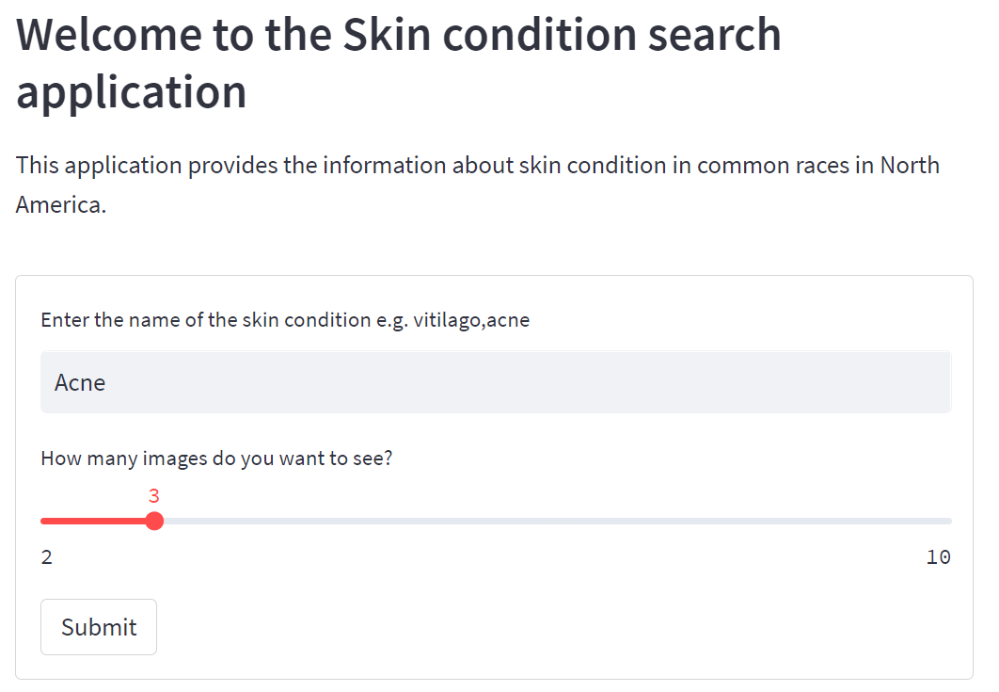 Welcome to the Skin condition search
application
This application provides the information about skin condition in common races in North
America.
Enter the name of the skin condition e.g. vitilago,acne
Acne
How many images do you want to see?
3
2
10
Submit